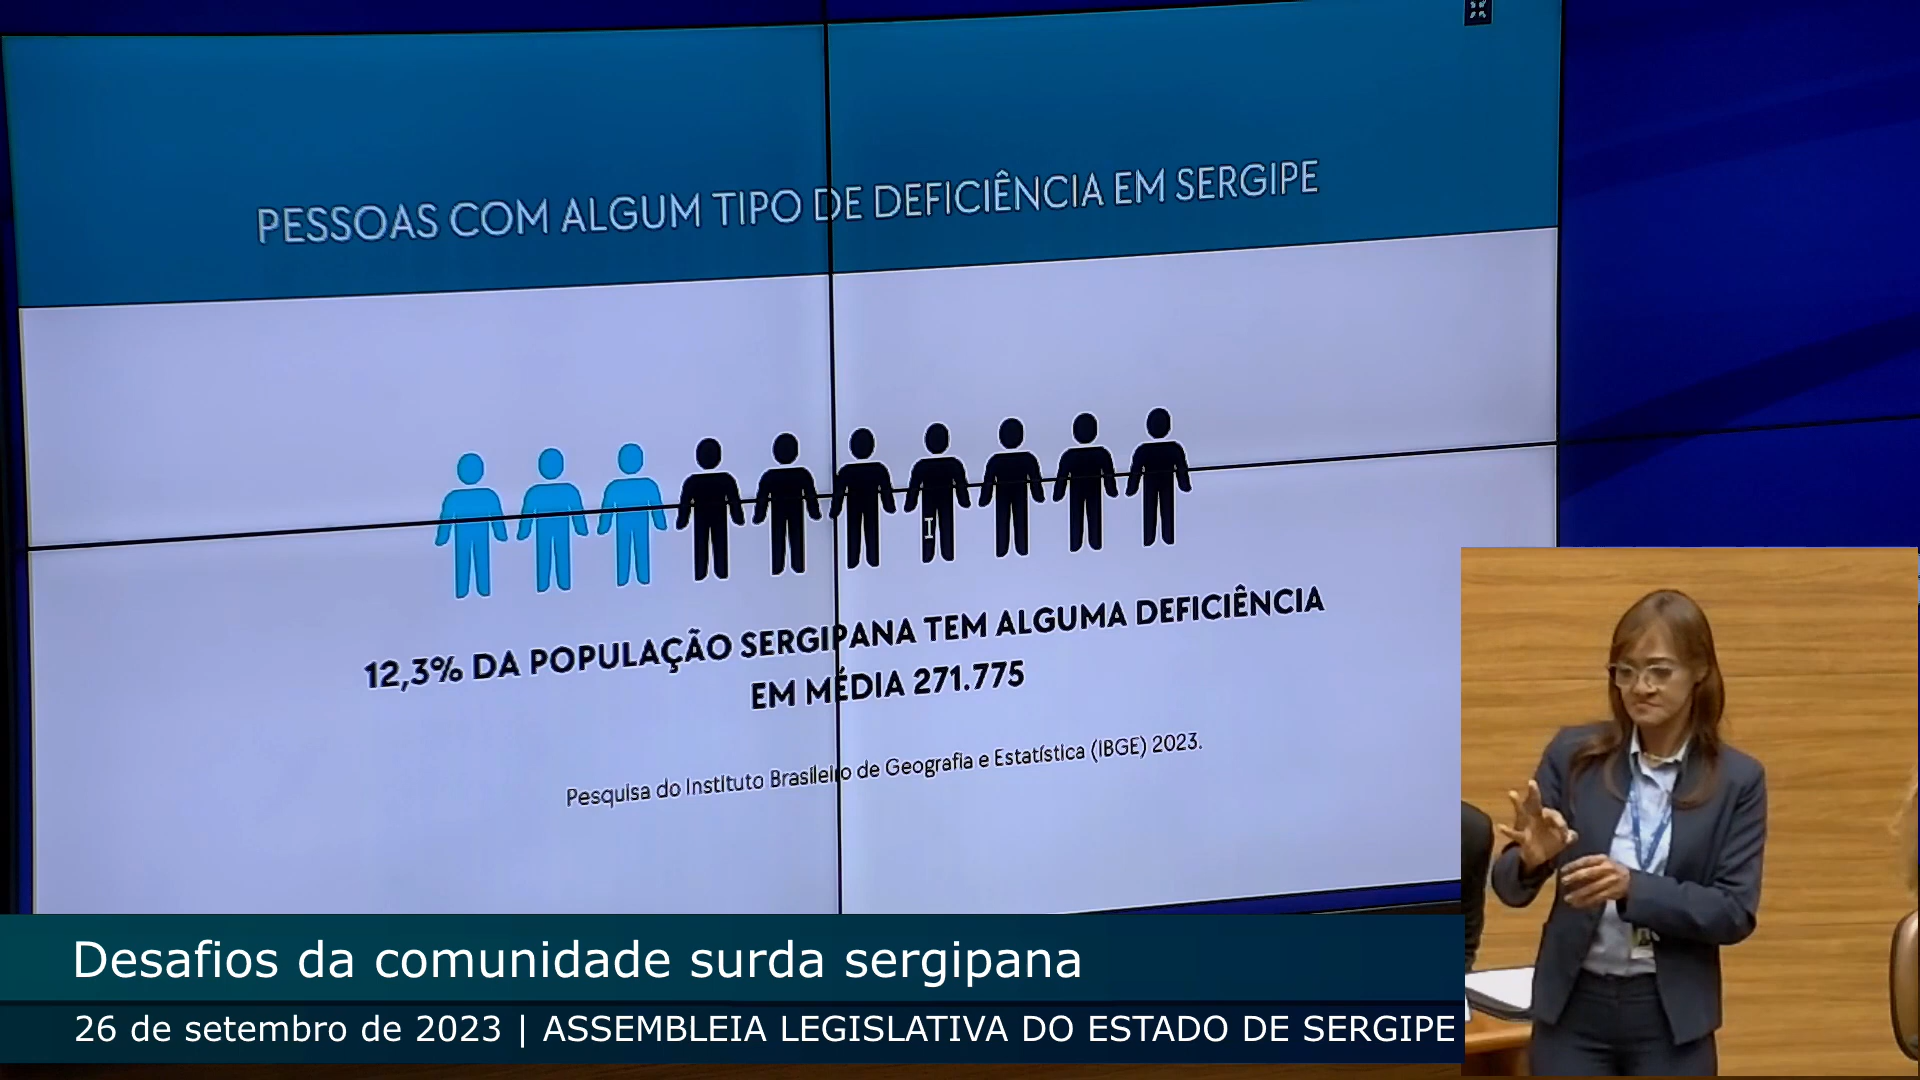 PESSOAS COM ALGUM TIPO DE DEFICIÊNCIA EM SERGIPE
12,3% DA POPULAÇÃO SERGIPANA TEM ALGUMA DEFICIÊNCIA
EM MÉDIA 271.775
Pesquisa do Instituto Brasileiro de Geografia e Estatística (IBGE) 2023.
Desafios da comunidade surda sergipana
26 de setembro de 2023 | ASSEMBLEIA LEGISLATIVA DO ESTADO DE SERGIPE